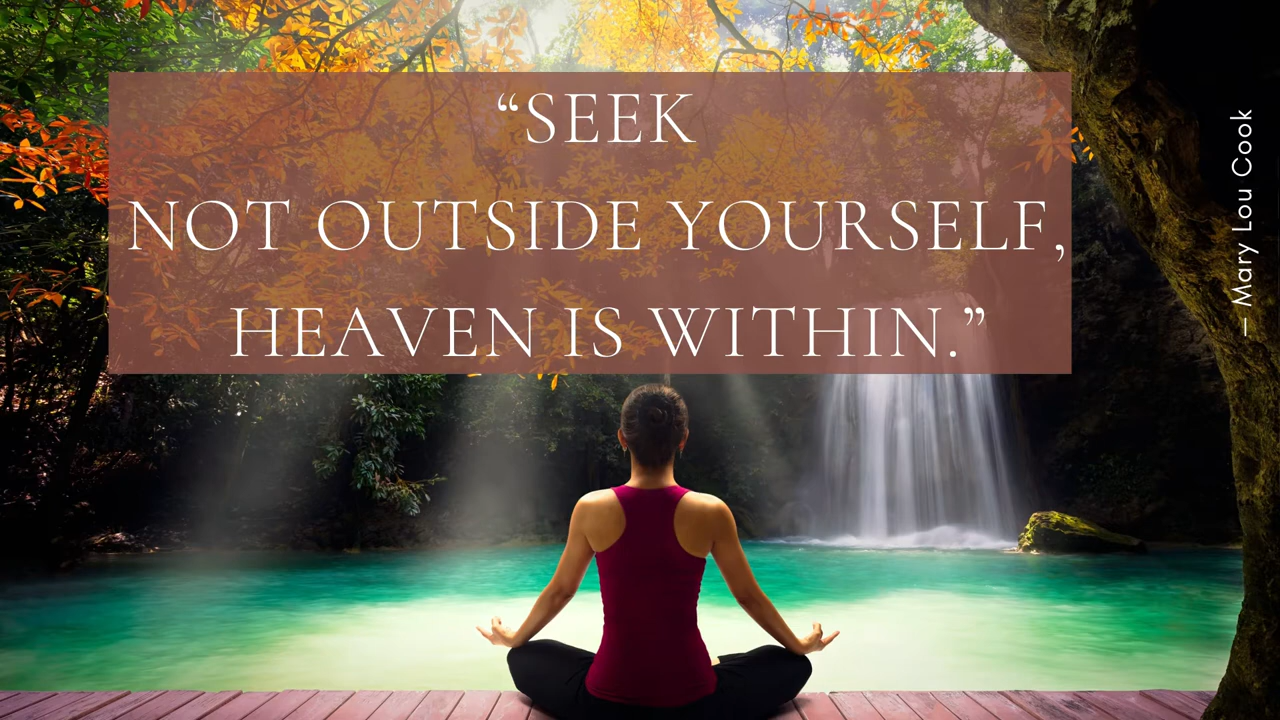 “SEEK
NOT OUTSIDE YOURSELF,
HEAVEN IS WITHIN.”
– Mary Lou Cook